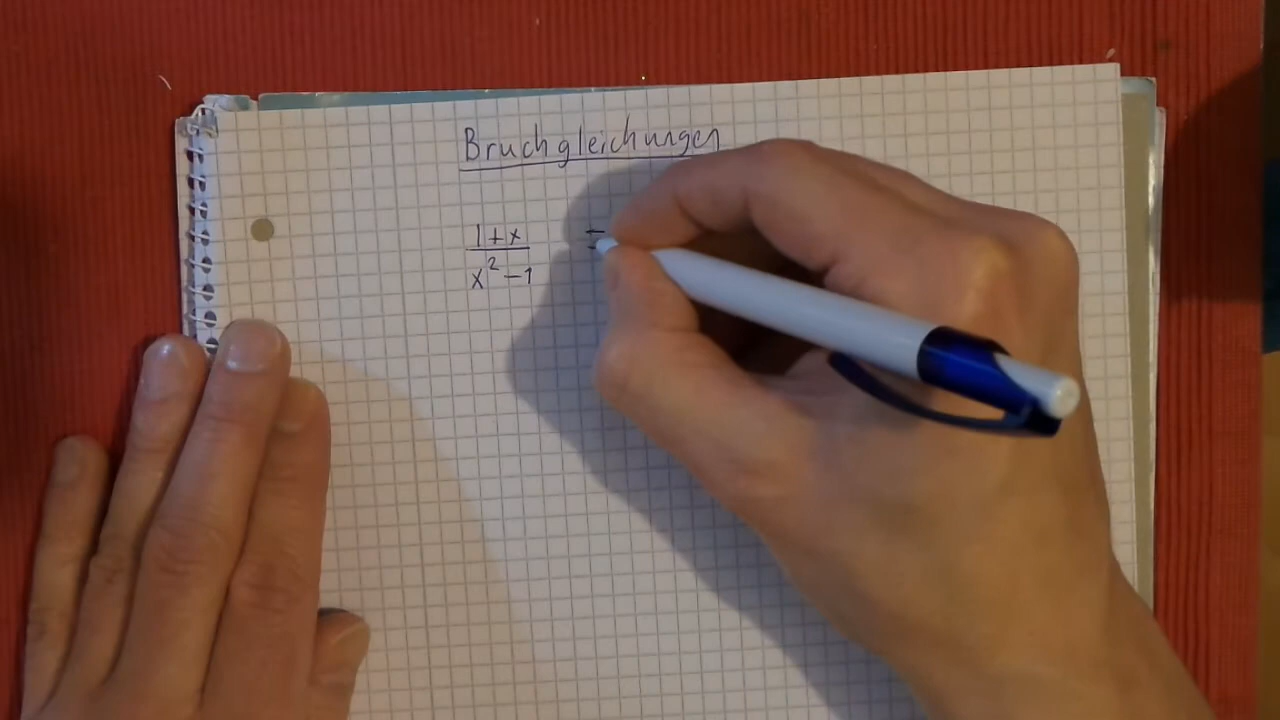 Bruchgleichungen
1+x =
x²-1